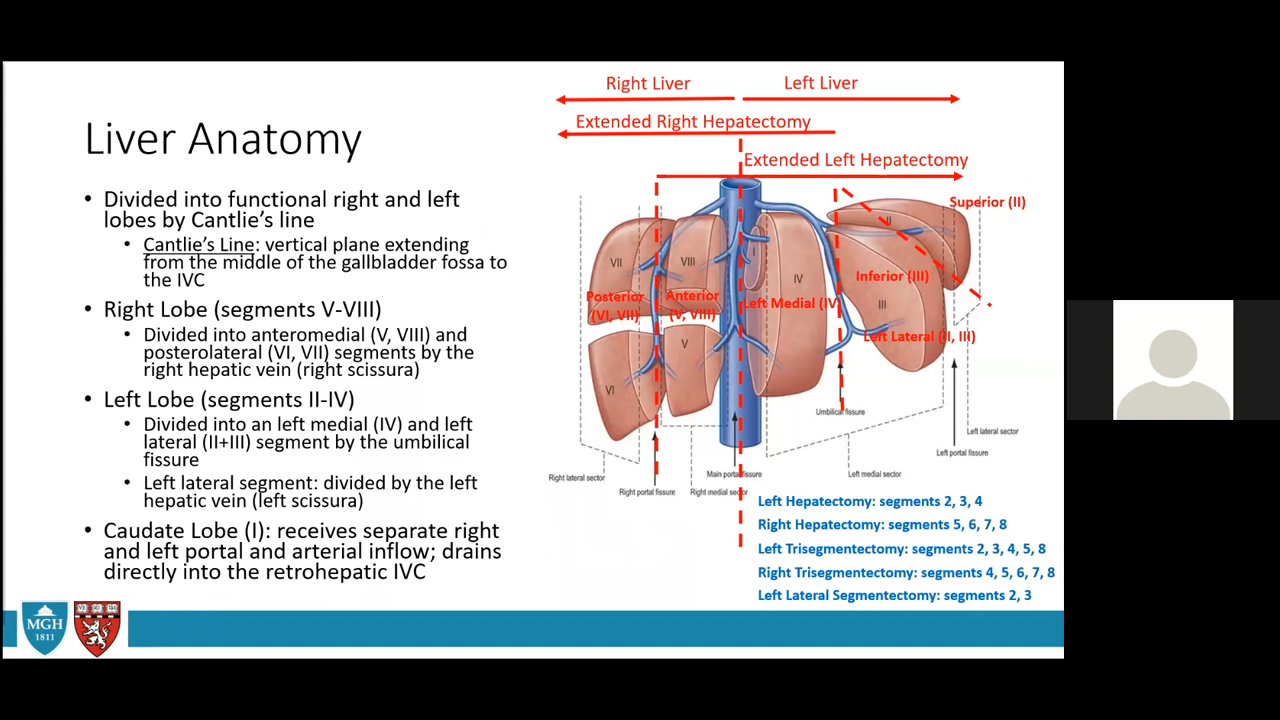 Liver Anatomy
• Divided into functional right and left
lobes by Cantlie's line
• Cantlie's Line: vertical plane extending
from the middle of the gallbladder fossa to
the IVC
• Right Lobe (segments V-VIII)
• Divided into anteromedial (V, VIII) and
posterolateral (VI, VII) segments by the
right hepatic vein (right scissura)
• Left Lobe (segments II-IV)
• Divided into an left medial (IV) and left
lateral (II+III) segment by the umbilical
fissure
• Left lateral segment: divided by the left
hepatic vein (left scissura)
• Caudate Lobe (I): receives separate right
and left portal and arterial inflow; drains
directly into the retrohepatic IVC
Right Liver
Left Liver
Extended Right Hepatectomy
Extended Left Hepatectomy
Superior (II)
II
VII
VIII
I
IV
Inferior (III)
III
Posterior
(VI, VII)
Anterior
(V, VIII)
Left Medial (IV)
Left Lateral (II, III)
V
VI
Umbilical fissure
Left lateral sector
Left portal fissure
Left medial sector
Main portal fissure
Right lateral sector
Right portal fissure
Right medial sector
Left Hepatectomy: segments 2, 3, 4
Right Hepatectomy: segments 5, 6, 7, 8
Left Trisegmentectomy: segments 2, 3, 4, 5, 8
Right Trisegmentectomy: segments 4, 5, 6, 7, 8
Left Lateral Segmentectomy: segments 2, 3
MGH
1811